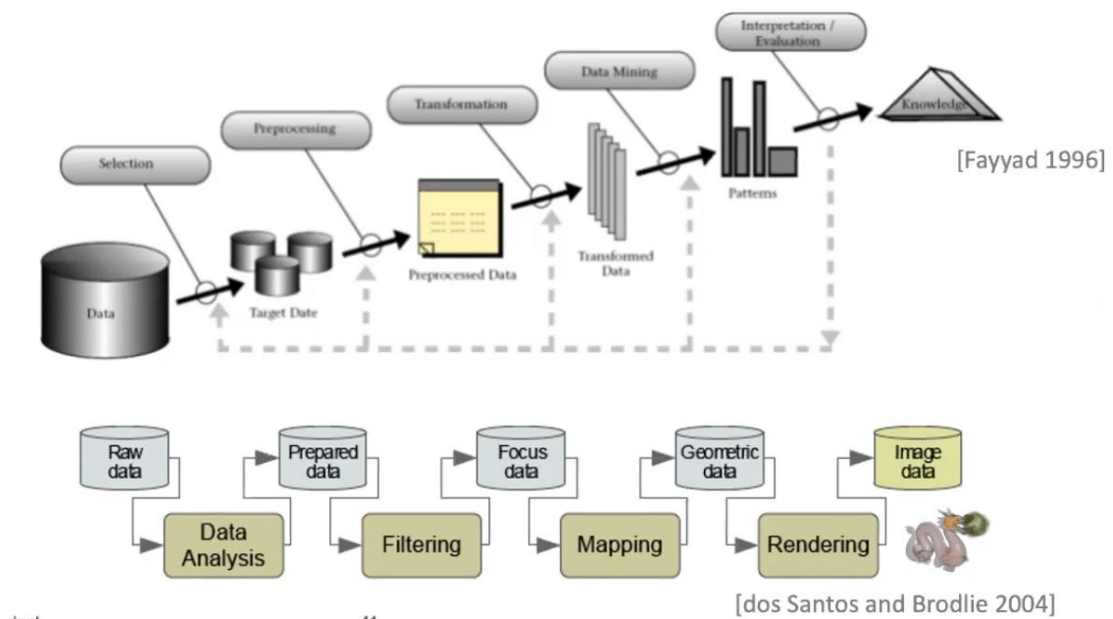 Interpretation /
Evaluation
Data Mining
Knowledge
Transformation
Preprocessing
[Fayyad 1996]
Selection
Patterns
Transformed
Data
Preprocessed Data
Data
Target Date
Raw
data
Prepared
data
Focus
data
Geometric
data
Image
data
Data
Analysis
Filtering
Mapping
Rendering
[dos Santos and Brodlie 2004]